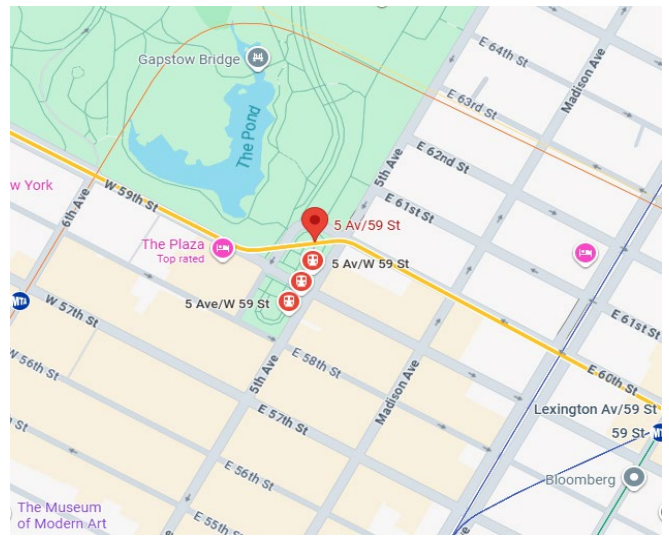 E 64th St
Madison Ave
Gapstow Bridge
E 63rd St
The Pond
5th Ave
E 62nd St
E 61st St
w York
6th Ave
W 59th St
5 Av/59 St
The Plaza
Top rated
5 Av/W 59 St
5 Ave/W 59 St
MTA
W 57th St
E 61st St
W 56th St
E 58th St
E 60th St
5th Ave
Madison Ave
E 57th St
Lexington Av/59 St
59 St
E 56th St
Bloomberg
The Museum
of Modern Art
E 55th St